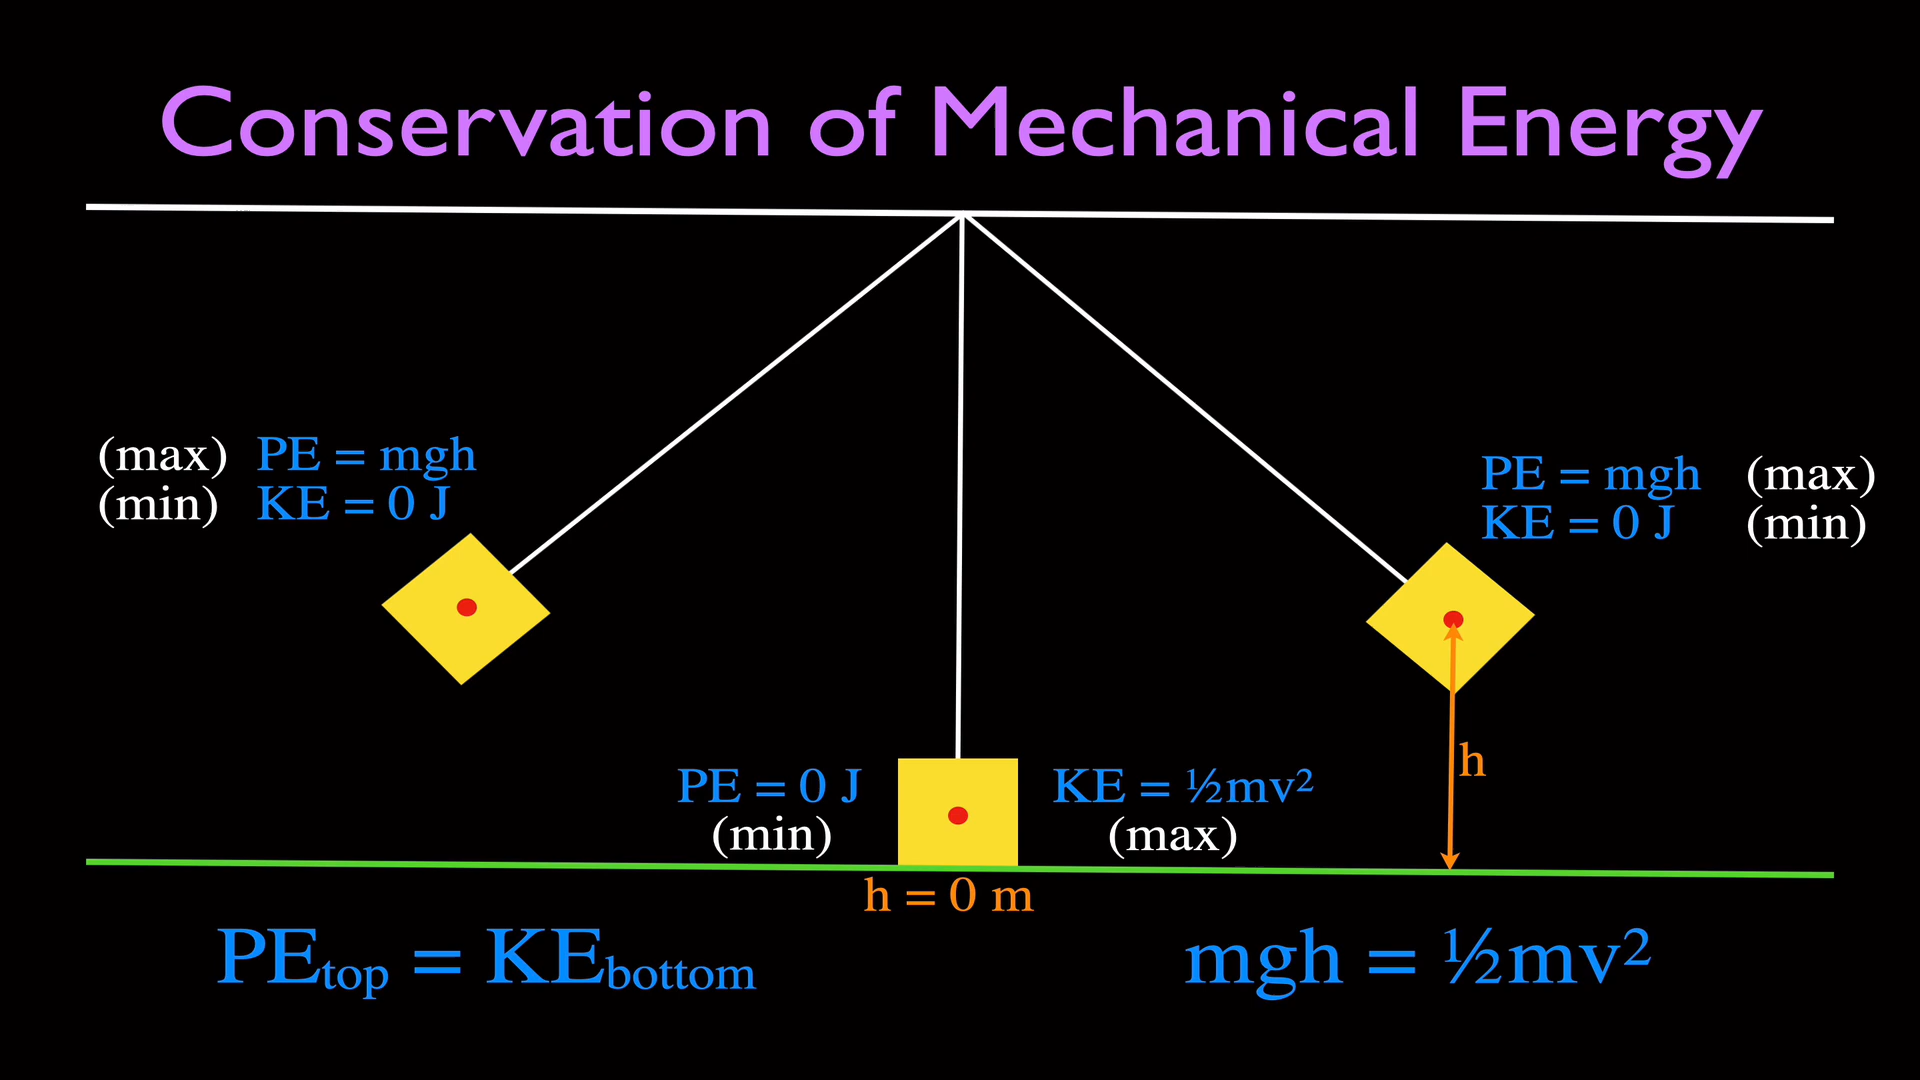 Conservation of Mechanical Energy
(max) PE = mgh
(min) KE = 0 J
PE = mgh (max)
KE = 0 J (min)
h
PE = 0 J
(min)
KE = ½mv²
(max)
h = 0 m
PEtop = KEbottom
mgh = ½mv²